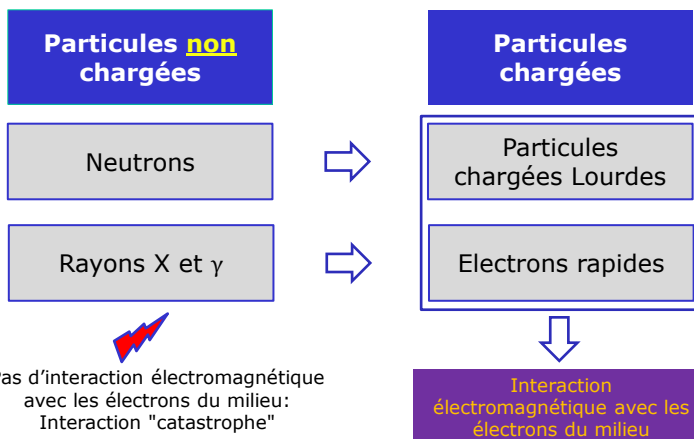 Particules non
chargées
Particules
chargées
Neutrons
Particules
chargées Lourdes
Rayons X et γ
Electrons rapides
Pas d'interaction électromagnétique
avec les électrons du milieu:
Interaction "catastrophe"
Interaction
électromagnétique avec les
électrons du milieu